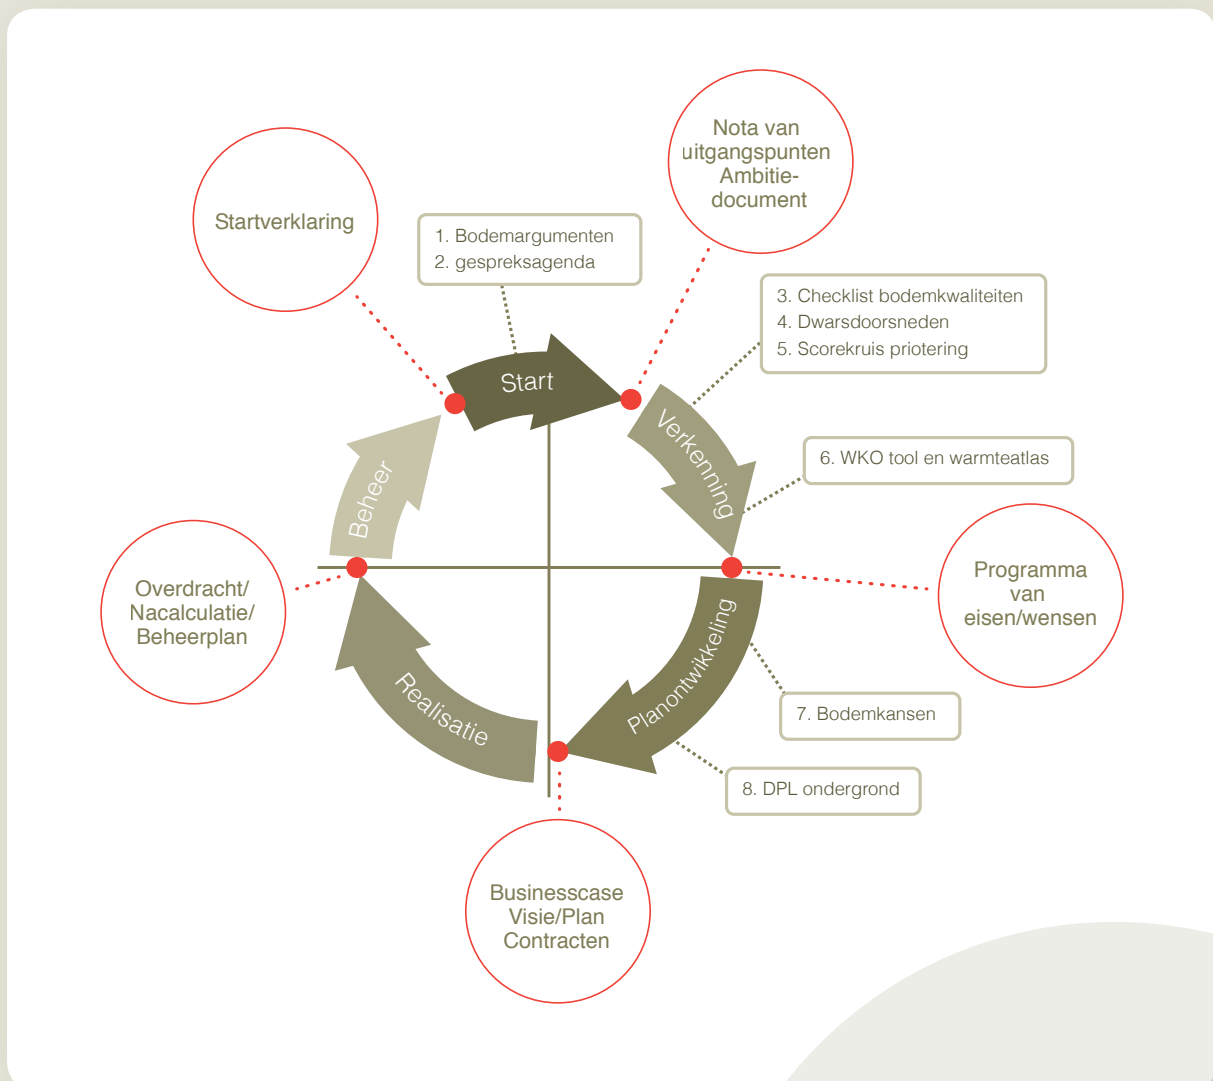 Nota van
uitgangspunten
Ambitie-
document
Startverklaring
1. Bodemargumenten
2. gespreksagenda
3. Checklist bodemkwaliteiten
4. Dwarsdoorsneden
5. Scorekruis priotering
Start
Verkenning
6. WKO tool en warmteatlas
Beheer
Programma
van
eisen/wensen
Overdracht/
Nacalculatie/
Beheerplan
Planontwikkeling
Realisatie
7. Bodemkansen
8. DPL ondergrond
Businesscase
Visie/Plan
Contracten